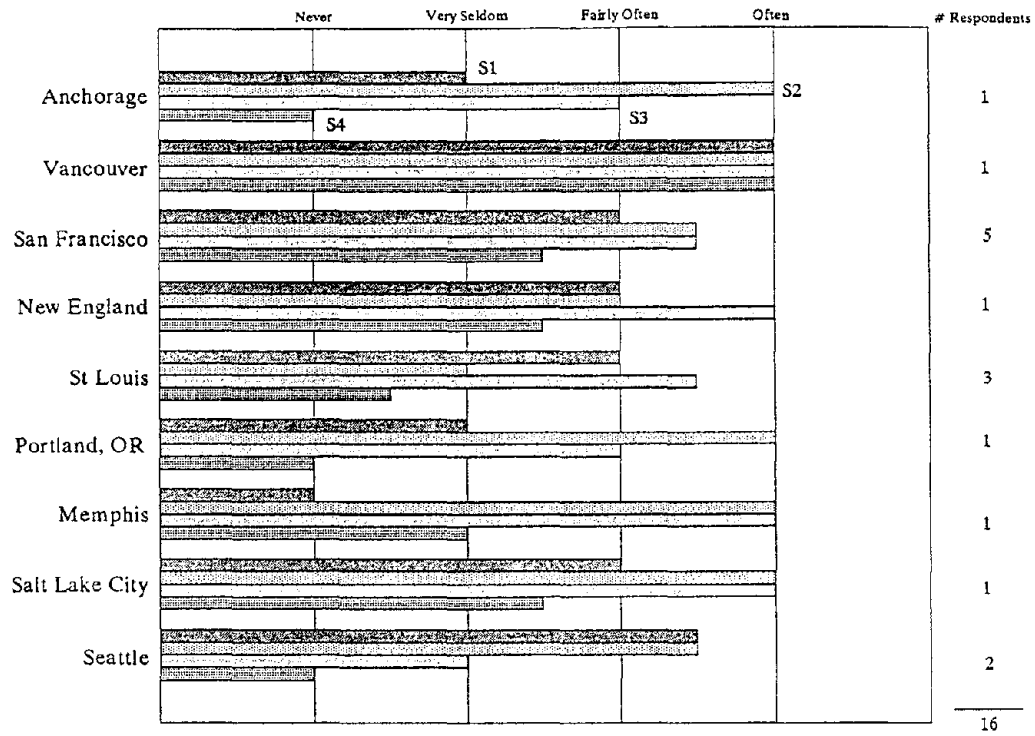 Never Very Seldom Fairly Often Often # Respondents
S1
Anchorage S2 1
S4 S3
Vancouver 1
San Francisco 5
New England 1
St Louis 3
Portland, OR 1
Memphis 1
Salt Lake City 1
Seattle 2
16